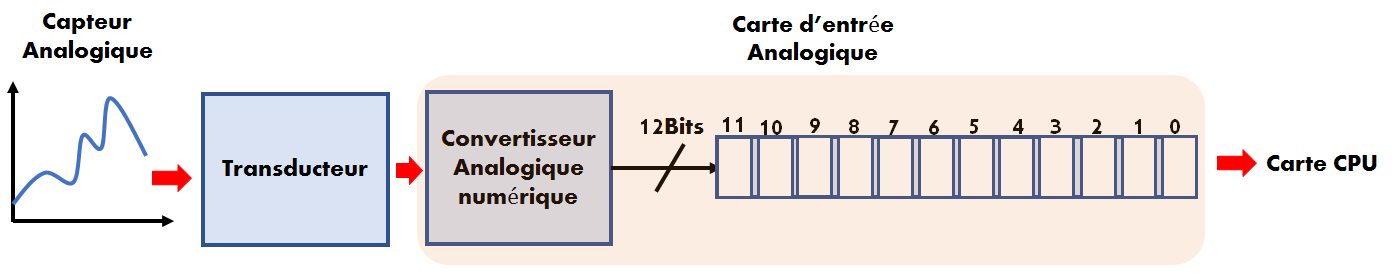 Capteur
Analogique
Transducteur
Carte d'entrée
Analogique
Convertisseur
Analogique
numérique
12Bits
11 10 9 8 7 6 5 4 3 2 1 0
Carte CPU